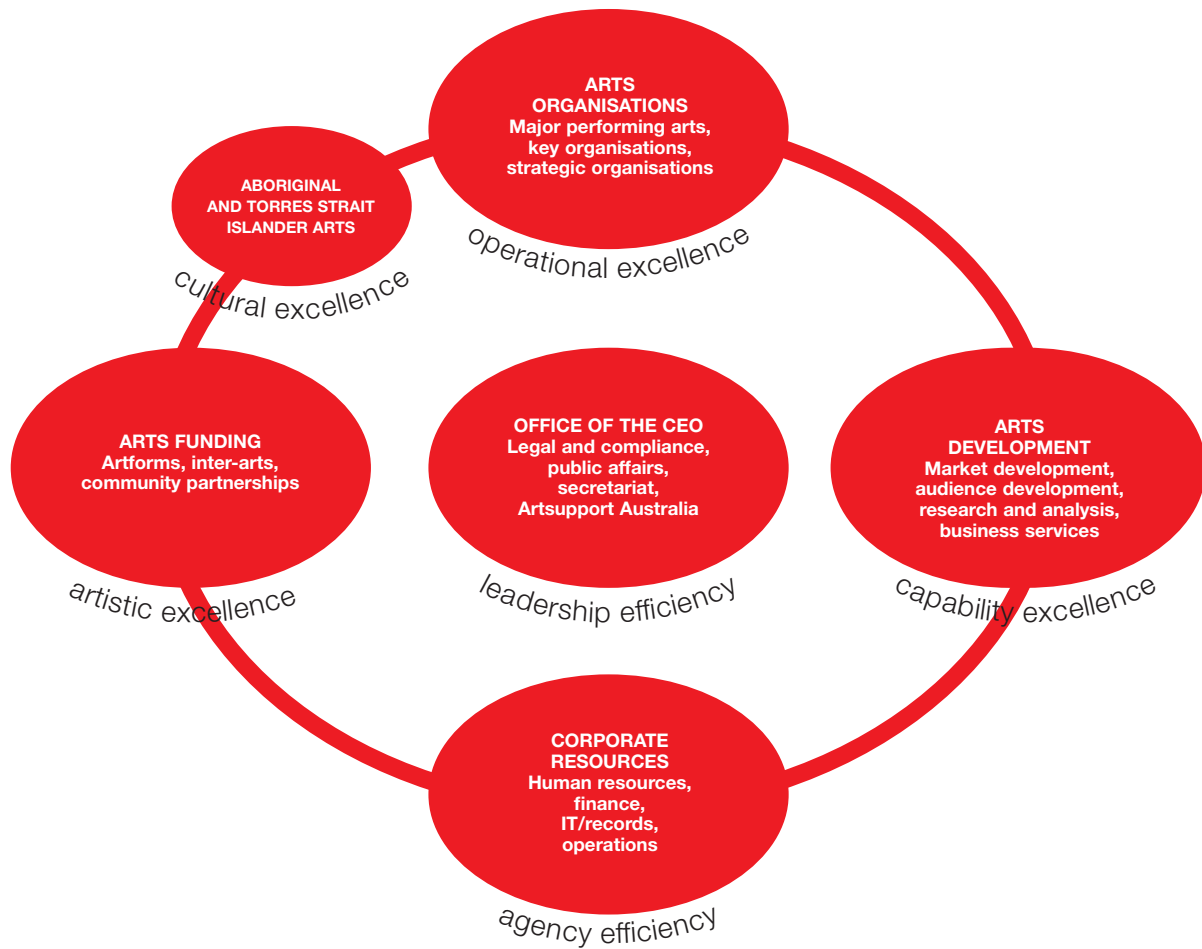 ARTS
ORGANISATIONS
Major performing arts,
key organisations,
strategic organisations
operational excellence
ABORIGINAL
AND TORRES STRAIT
ISLANDER ARTS
cultural excellence
ARTS FUNDING
Artforms, inter-arts,
community partnerships
artistic excellence
OFFICE OF THE CEO
Legal and compliance,
public affairs,
secretariat,
Artsupport Australia
leadership efficiency
ARTS
DEVELOPMENT
Market development,
audience development,
research and analysis,
business services
capability excellence
CORPORATE
RESOURCES
Human resources,
finance,
IT/records,
operations
agency efficiency